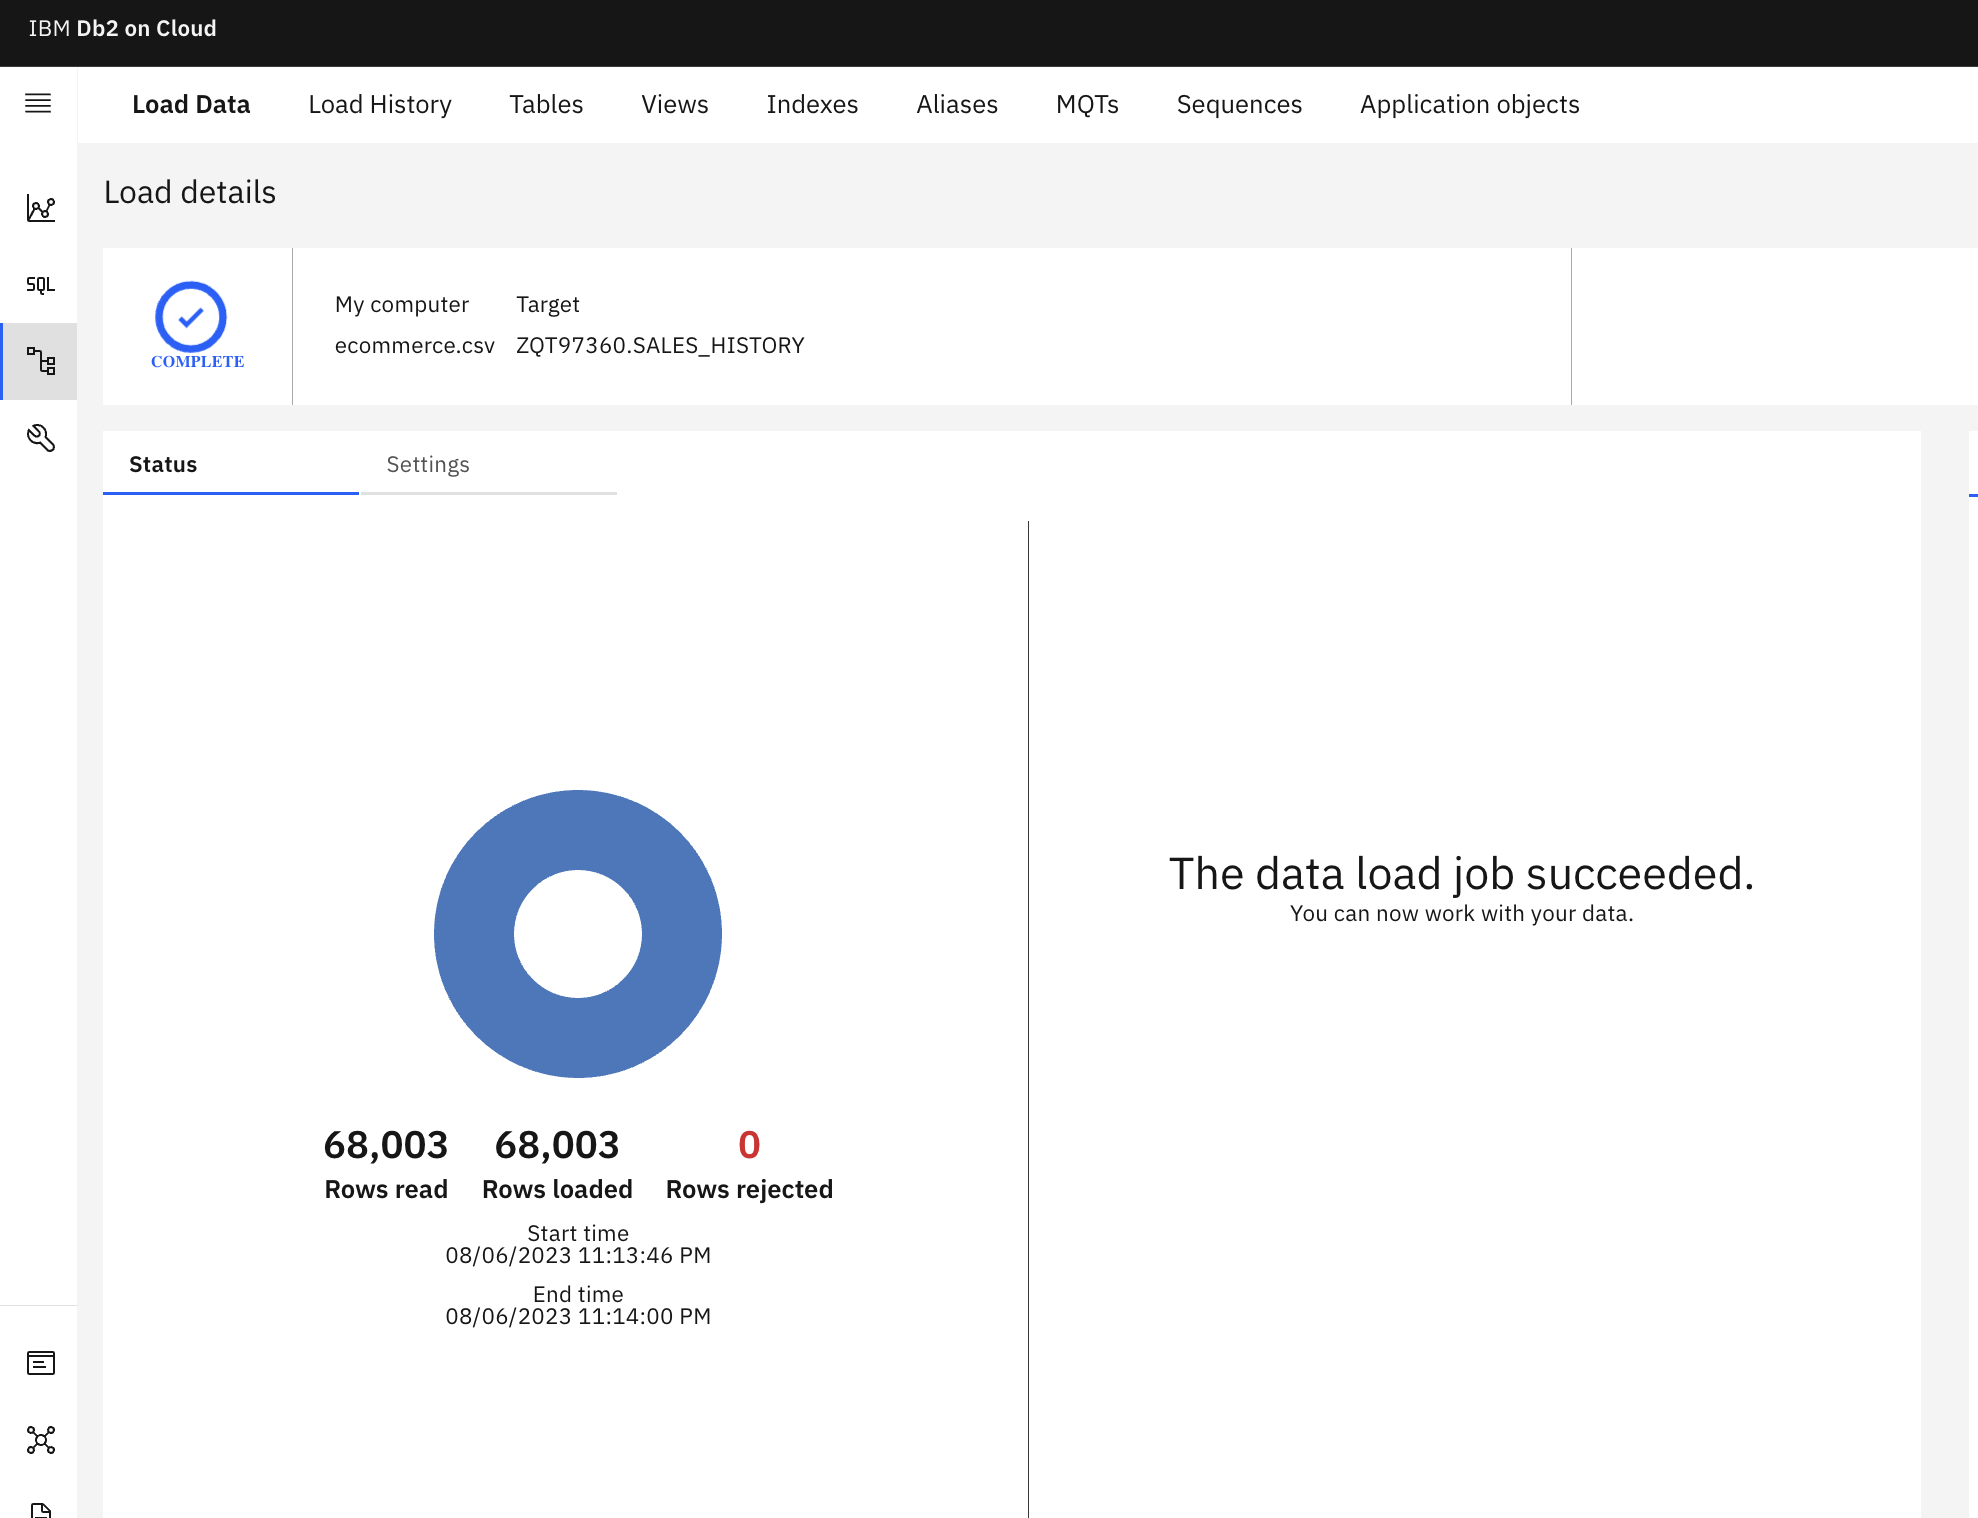 IBM Db2 on Cloud
Load Data Load History Tables Views Indexes Aliases MQTs Sequences Application objects
Load details
SQL
COMPLETE
My computer Target
ecommerce.csv ZQT97360.SALES_HISTORY
Status Settings
The data load job succeeded.
You can now work with your data.
68,003 68,003 0
Rows read Rows loaded Rows rejected
Start time
08/06/2023 11:13:46 PM
End time
08/06/2023 11:14:00 PM